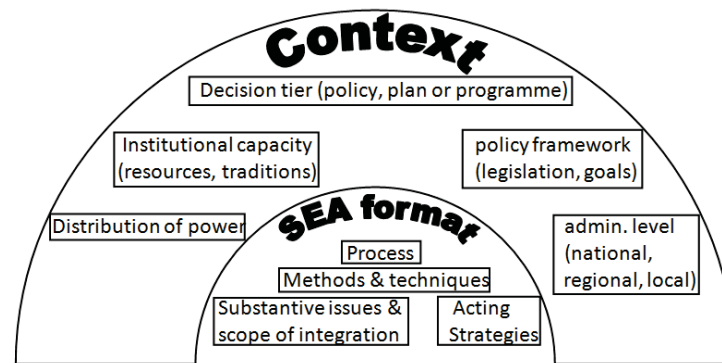 Context
Decision tier (policy, plan or programme)
Institutional capacity
(resources, traditions)
policy framework
(legislation, goals)
Distribution of power
SEA format
admin. level
(national,
regional, local)
Process
Methods & techniques
Substantive issues &
scope of integration
Acting
Strategies